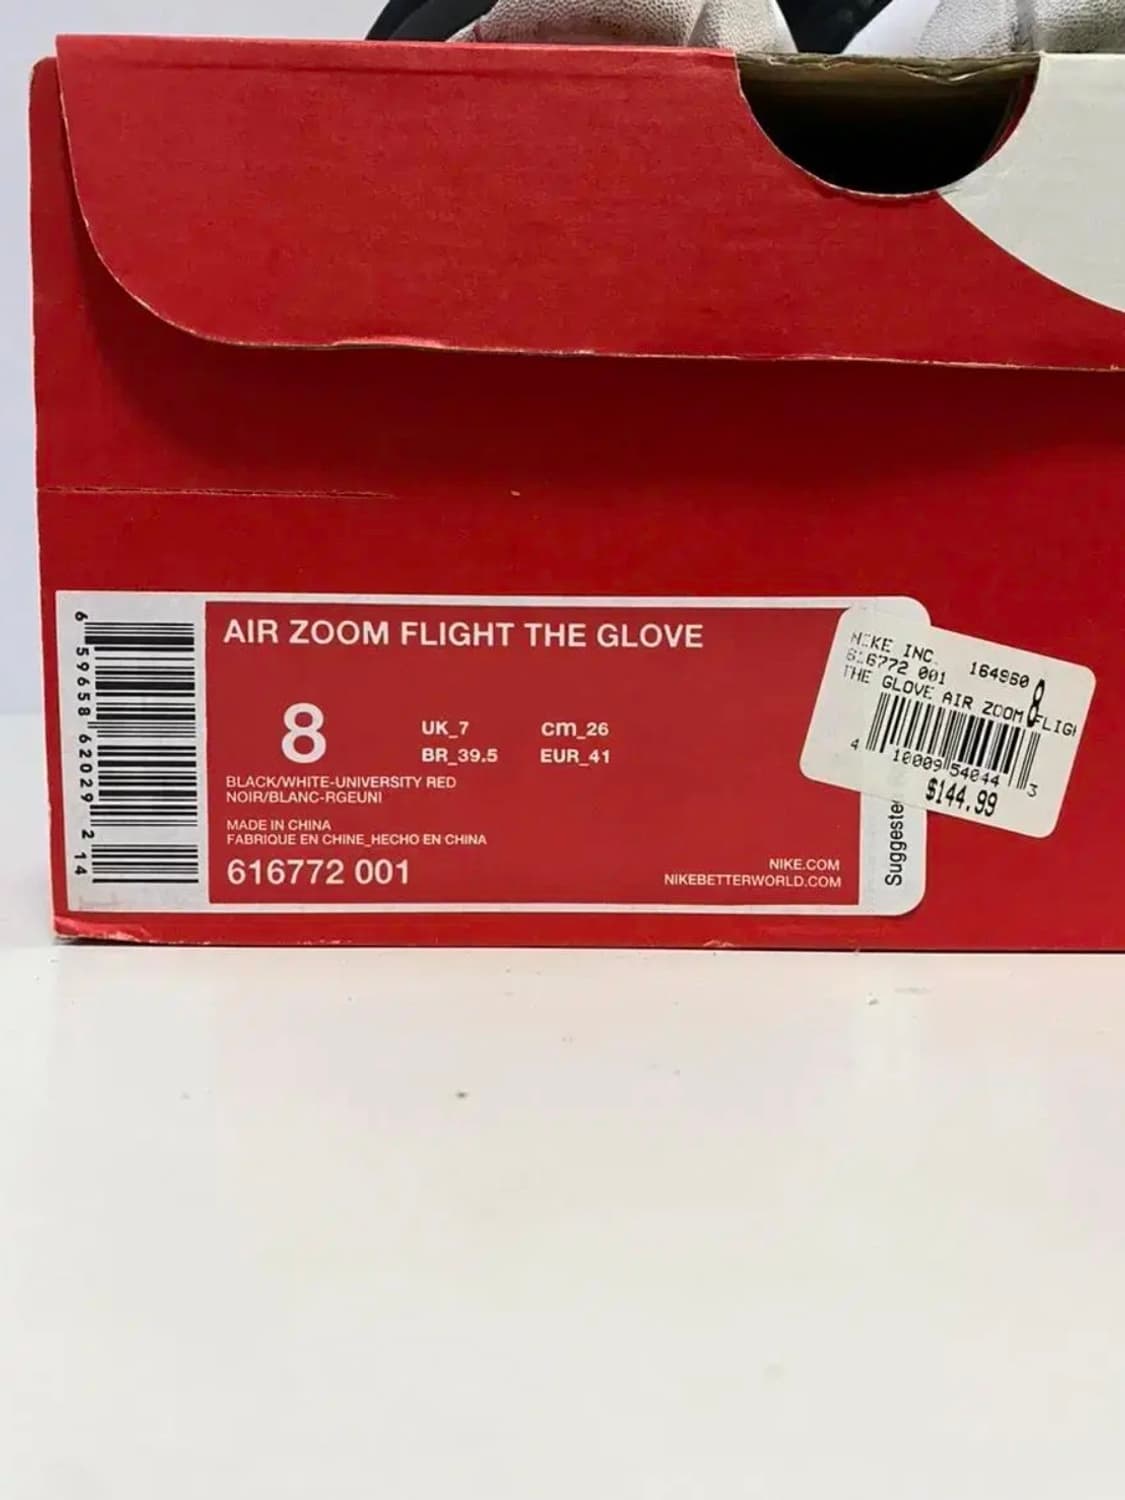 AIR ZOOM FLIGHT THE GLOVE
8
UK_7 cm_26
BR_39.5 EUR_41
BLACK/WHITE-UNIVERSITY RED
NOIR/BLANC-RGEUNI
MADE IN CHINA
FABRIQUE EN CHINE_HECHO EN CHINA
616772 001
NIKE.COM
NIKEBETTERWORLD.COM
6 59658 62029 2 14
NIKE INC. 164960 8
616772 001
THE GLOVE AIR ZOOM FLIGH
4 10009 54044 3
$144.99
Suggeste